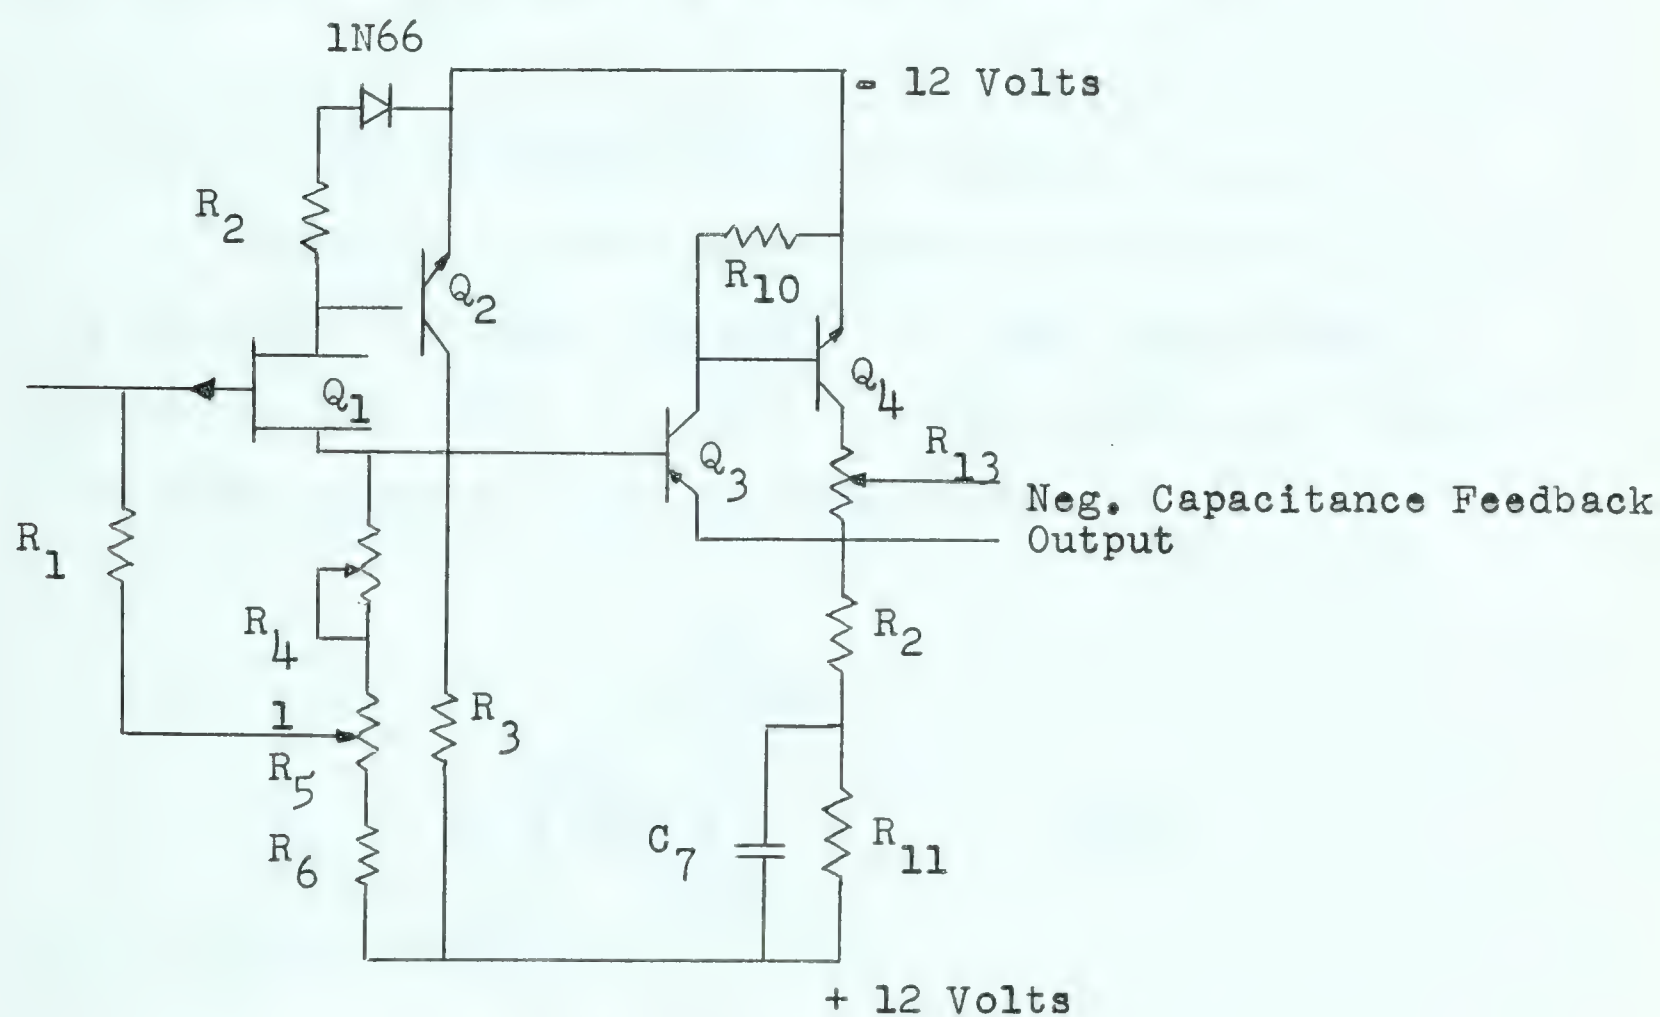 1N66
- 12 Volts
R2
Q2
R10
Q1
Q4
R13
Q3
Neg. Capacitance Feedback
Output
R1
R4
R2
1
R3
R5
R6
C7
R11
+ 12 Volts